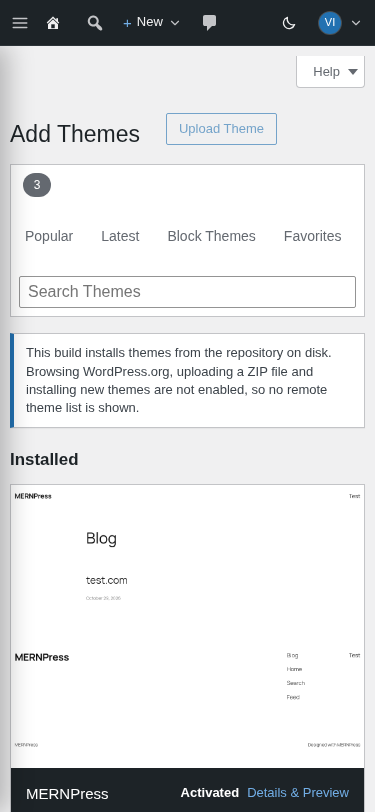 + New
VI
Help
Add Themes
Upload Theme
3
Popular Latest Block Themes Favorites
Search Themes
This build installs themes from the repository on disk.
Browsing WordPress.org, uploading a ZIP file and
installing new themes are not enabled, so no remote
theme list is shown.
Installed
MERNPress Test
Blog
test.com
MERNPress Blog Test
Home
Search
Feed
MERNPress Designed with MERNPress
MERNPress Activated Details & Preview